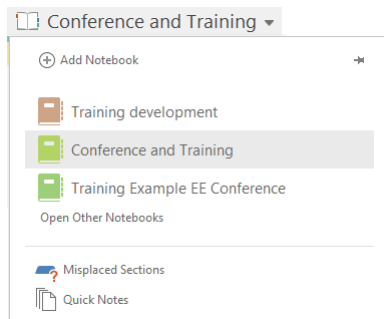 Conference and Training
Add Notebook
Training development
Conference and Training
Training Example EE Conference
Open Other Notebooks
Misplaced Sections
Quick Notes